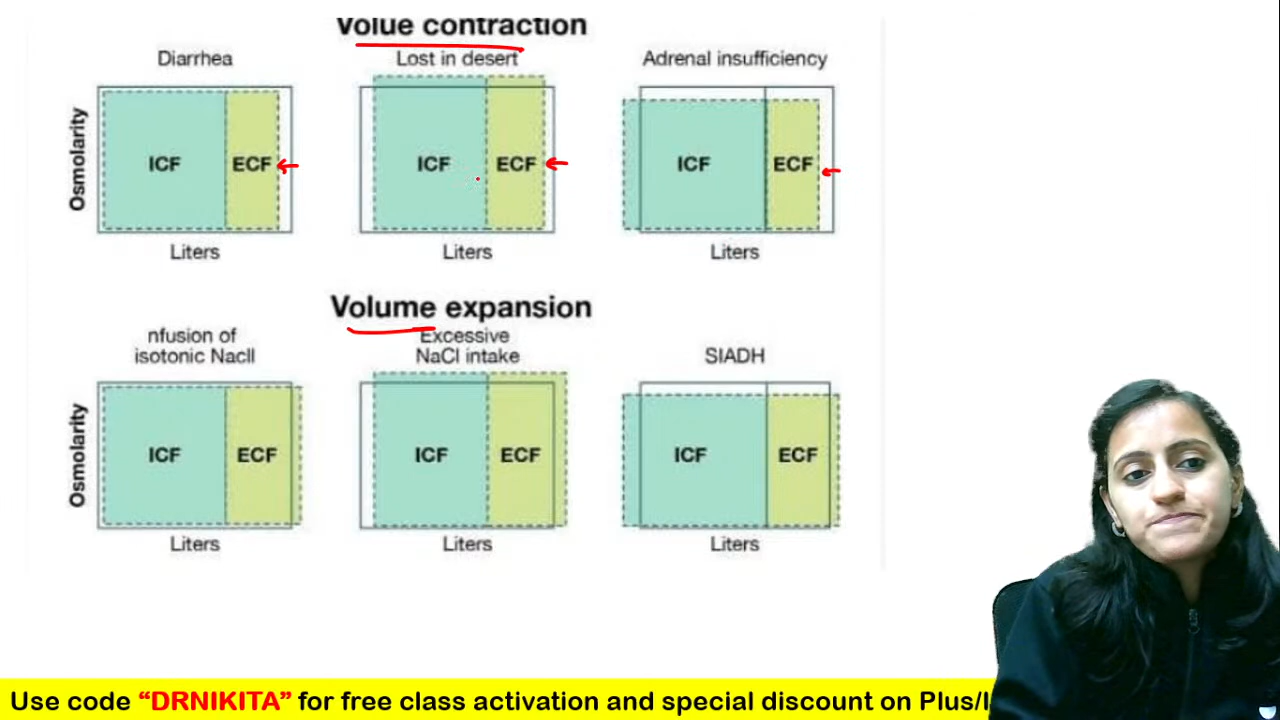 Volue contraction
Diarrhea
Lost in desert
Adrenal insufficiency
Osmolarity
ICF
ECF
ICF
ECF
ICF
ECF
Liters
Liters
Liters
Volume expansion
nfusion of
isotonic Nacll
Excessive
NaCl intake
SIADH
Osmolarity
ICF
ECF
ICF
ECF
ICF
ECF
Liters
Liters
Liters
Use code “DRNIKITA” for free class activation and special discount on Plus/